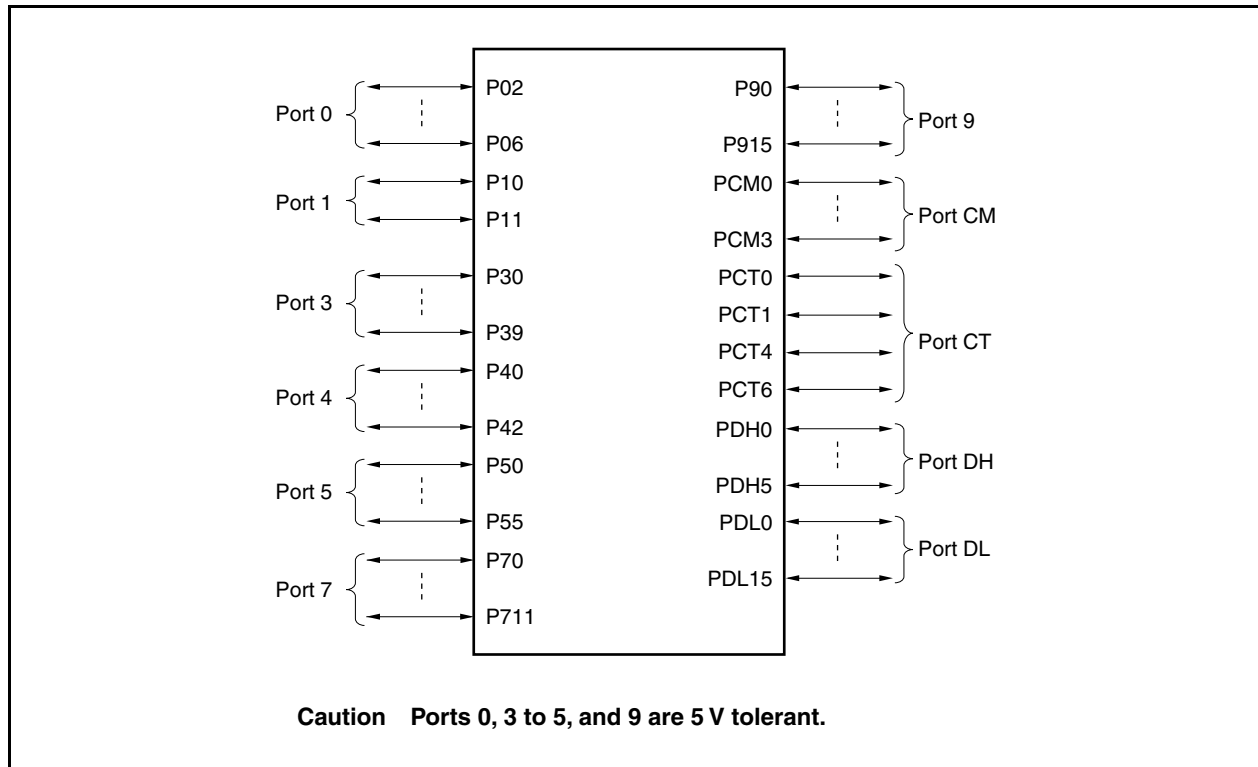 Port 0
P02
P06
Port 1
P10
P11
Port 3
P30
P39
Port 4
P40
P42
Port 5
P50
P55
Port 7
P70
P711
P90
P915
Port 9
PCM0
PCM3
Port CM
PCT0
PCT1
PCT4
PCT6
Port CT
PDH0
PDH5
Port DH
PDL0
PDL15
Port DL
Caution Ports 0, 3 to 5, and 9 are 5 V tolerant.